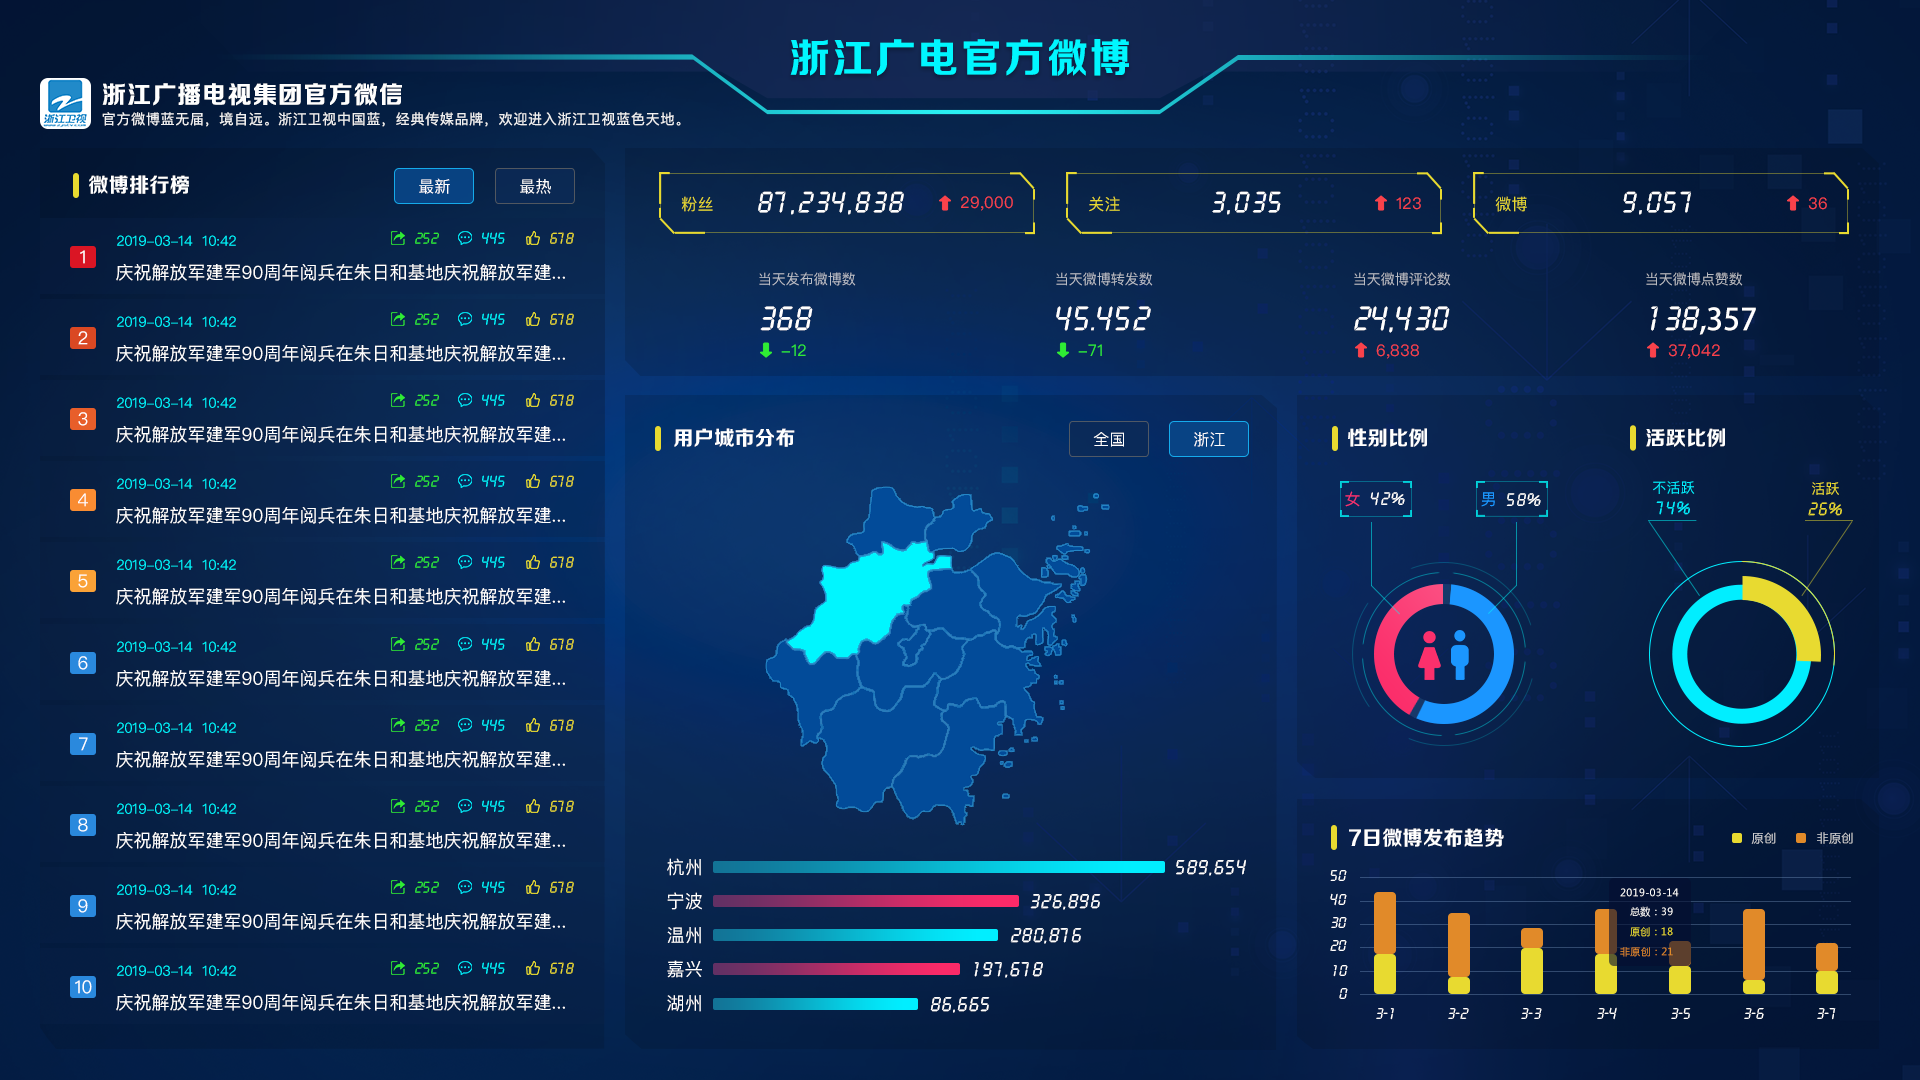 浙江广电官方微博
浙江卫视
浙江广播电视集团官方微信
官方微博蓝无届，境自远。浙江卫视中国蓝，经典传媒品牌，欢迎进入浙江卫视蓝色天地。
微博排行榜 最新 最热
1 2019-03-14 10:42 252 445 678
庆祝解放军建军90周年阅兵在朱日和基地庆祝解放军建...
2 2019-03-14 10:42 252 445 678
庆祝解放军建军90周年阅兵在朱日和基地庆祝解放军建...
3 2019-03-14 10:42 252 445 678
庆祝解放军建军90周年阅兵在朱日和基地庆祝解放军建...
4 2019-03-14 10:42 252 445 678
庆祝解放军建军90周年阅兵在朱日和基地庆祝解放军建...
5 2019-03-14 10:42 252 445 678
庆祝解放军建军90周年阅兵在朱日和基地庆祝解放军建...
6 2019-03-14 10:42 252 445 678
庆祝解放军建军90周年阅兵在朱日和基地庆祝解放军建...
7 2019-03-14 10:42 252 445 678
庆祝解放军建军90周年阅兵在朱日和基地庆祝解放军建...
8 2019-03-14 10:42 252 445 678
庆祝解放军建军90周年阅兵在朱日和基地庆祝解放军建...
9 2019-03-14 10:42 252 445 678
庆祝解放军建军90周年阅兵在朱日和基地庆祝解放军建...
10 2019-03-14 10:42 252 445 678
庆祝解放军建军90周年阅兵在朱日和基地庆祝解放军建...
粉丝 87,234,838 29,000
关注 3,035 123
微博 9,057 36
当天发布微博数 当天微博转发数 当天微博评论数 当天微博点赞数
368 45.452 24,430 138,357
-12 -71 6,838 37,042
用户城市分布 全国 浙江
杭州 589,654
宁波 326,896
温州 280,876
嘉兴 197,678
湖州 86,665
性别比例
女 42% 男 58%
活跃比例
不活跃 活跃
74% 26%
7日微博发布趋势 原创 非原创
50
40
30
20
10
0
2019-03-14
总数：39
原创：18
非原创：21
3-1 3-2 3-3 3-4 3-5 3-6 3-7